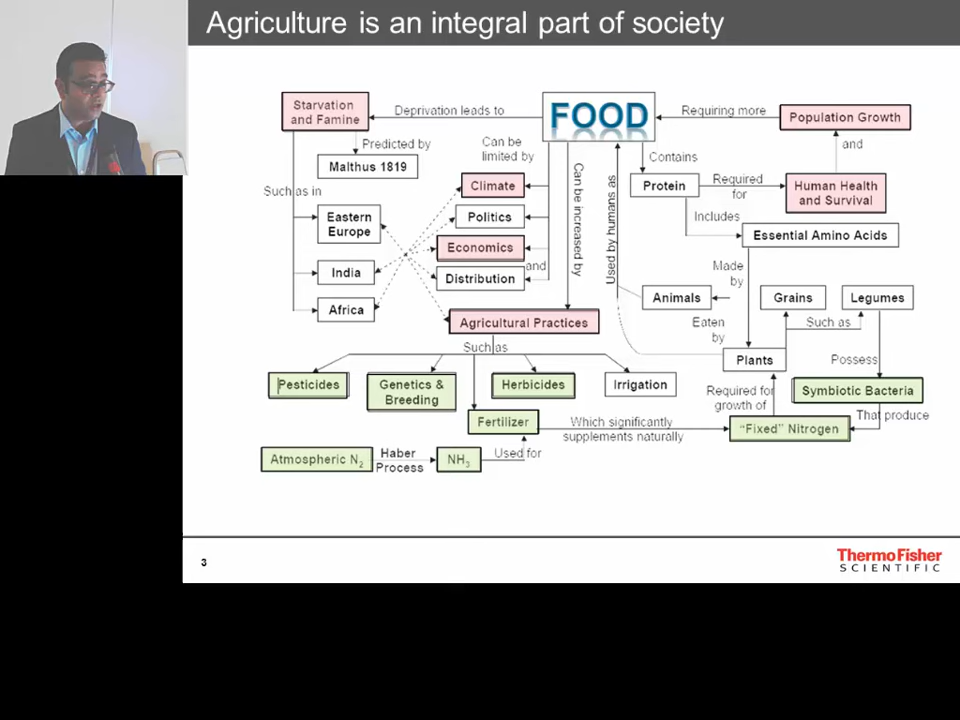 Agriculture is an integral part of society
Starvation
and Famine
Deprivation leads to
FOOD
Requiring more
Population Growth
Predicted by
Malthus 1819
Can be
limited by
Contains
and
Such as in
Climate
Can be increased by
Used by humans as
Protein
Required
for
Human Health
and Survival
Eastern
Europe
Politics
Includes
Essential Amino Acids
Economics
India
Distribution
and
Made
by
Africa
Animals
Grains
Legumes
Agricultural Practices
Eaten
by
Such as
Such as
Plants
Possess
Pesticides
Genetics &
Breeding
Herbicides
Irrigation
Required for
growth of
Symbiotic Bacteria
Fertilizer
Which significantly
supplements naturally
"Fixed" Nitrogen
That produce
Atmospheric N2
Haber
Process
NH3
Used for
3
ThermoFisher
SCIENTIFIC